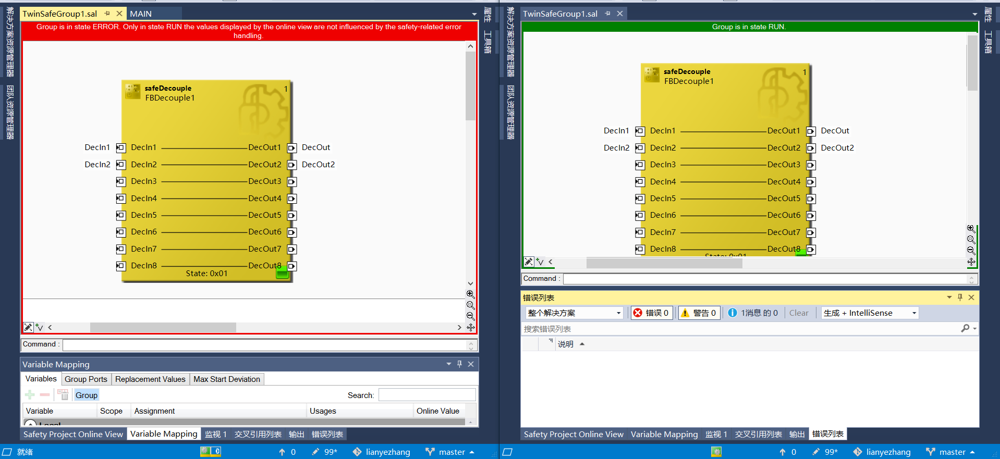 解决方案资源管理器
团队资源管理器
TwinSafeGroup1.sal
MAIN
Group is in state ERROR. Only in state RUN the values displayed by the online view are not influenced by the safety-related error
handling.
safeDecouple
1
FBDecouple1
DecIn1 DecIn1 DecOut1 DecOut
DecIn2 DecIn2 DecOut2 DecOut2
DecIn3 DecOut3
DecIn4 DecOut4
DecIn5 DecOut5
DecIn6 DecOut6
DecIn7 DecOut7
DecIn8 DecOut8
State: 0x01
Command :
Variable Mapping
Variables Group Ports Replacement Values Max Start Deviation
Group Search:
Variable Scope Assignment Usages Online Value
Local
Safety Project Online View Variable Mapping 监视 1 交叉引用列表 输出 错误列表
就绪 0 0 99* lianyezhang master
属性
工具箱
解决方案资源管理器
团队资源管理器
TwinSafeGroup1.sal
Group is in state RUN.
safeDecouple
1
FBDecouple1
DecIn1 DecIn1 DecOut1 DecOut
DecIn2 DecIn2 DecOut2 DecOut2
DecIn3 DecOut3
DecIn4 DecOut4
DecIn5 DecOut5
DecIn6 DecOut6
DecIn7 DecOut7
DecIn8 DecOut8
State: 0x01
Command :
错误列表
整个解决方案 错误 0 警告 0 1消息 的 0 Clear 生成 + IntelliSense
搜索错误列表
说明
Safety Project Online View Variable Mapping 监视 1 交叉引用列表 输出 错误列表
0 99* lianyezhang master
属性
工具箱